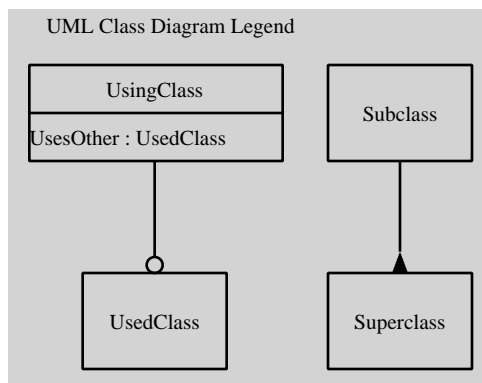 UML Class Diagram Legend
UsingClass
UsesOther : UsedClass
Subclass
UsedClass
Superclass